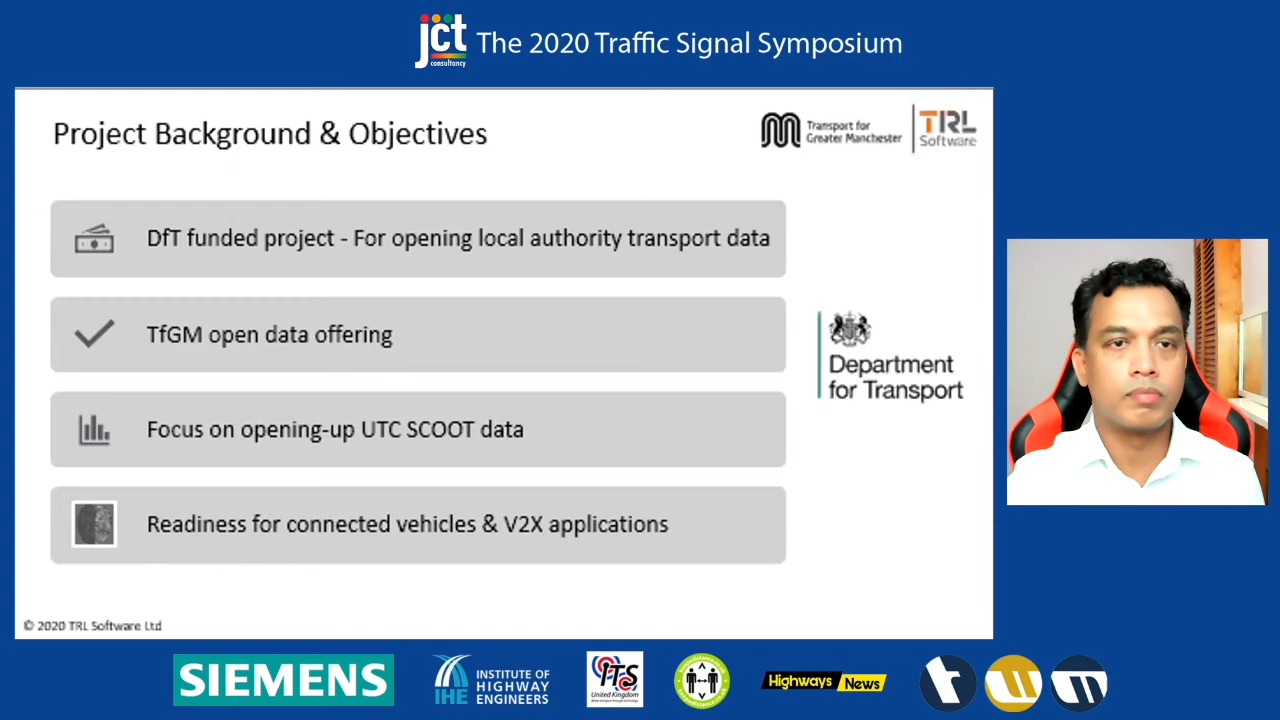 jct consultancy The 2020 Traffic Signal Symposium
Project Background & Objectives
Transport for
Greater Manchester
TRL
Software
DfT funded project - For opening local authority transport data
TfGM open data offering
Focus on opening-up UTC SCOOT data
Readiness for connected vehicles & V2X applications
Department
for Transport
© 2020 TRL Software Ltd
SIEMENS
IHE
INSTITUTE OF
HIGHWAY
ENGINEERS
ITS
United Kingdom
Highways News